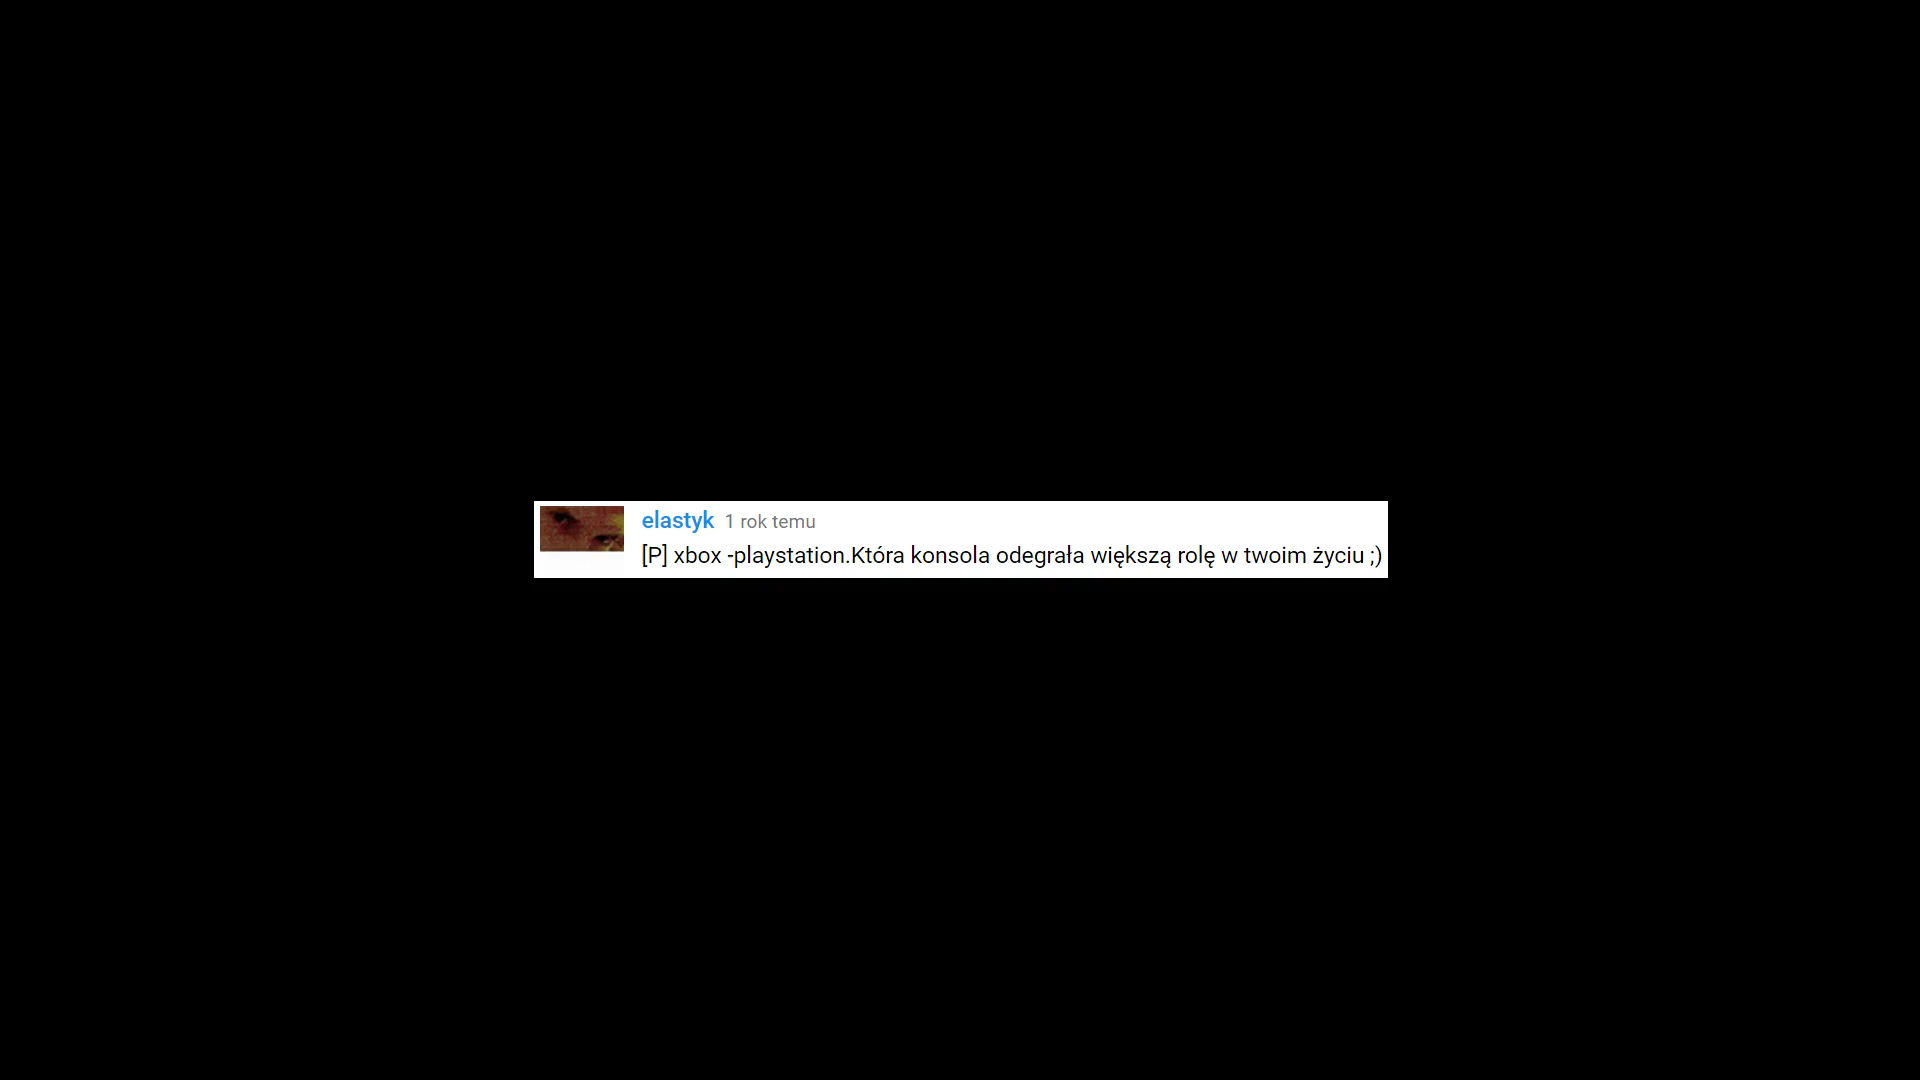 elastyk 1 rok temu
[P] xbox -playstation.Która konsola odegrała większą rolę w twoim życiu ;)